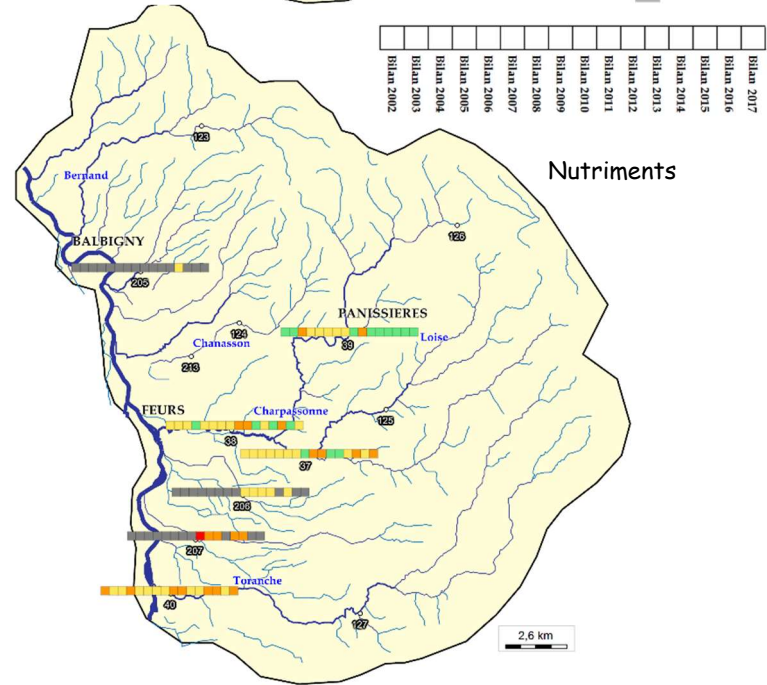 Bilan 2002
Bilan 2003
Bilan 2004
Bilan 2005
Bilan 2006
Bilan 2007
Bilan 2008
Bilan 2009
Bilan 2010
Bilan 2011
Bilan 2012
Bilan 2013
Bilan 2014
Bilan 2015
Bilan 2016
Bilan 2017
Nutriments
123
Bernand
126
BALBIGNY
205
PANISSIERES
124
Loise
Chanasson
39
213
FEURS
Charpassonne
125
38
37
206
207
Toranche
40
127
2,6 km